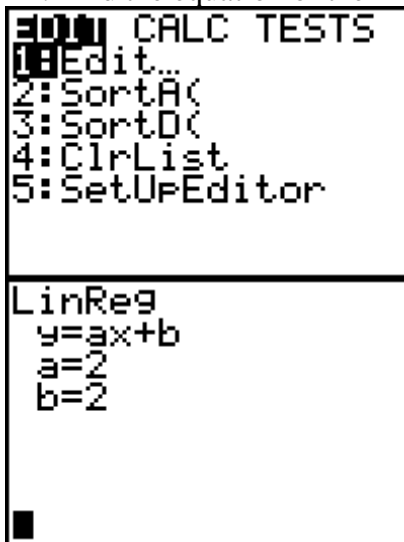 EDIT CALC TESTS
1:Edit…
2:SortA(
3:SortD(
4:ClrList
5:SetUpEditor
LinReg
y=ax+b
a=2
b=2